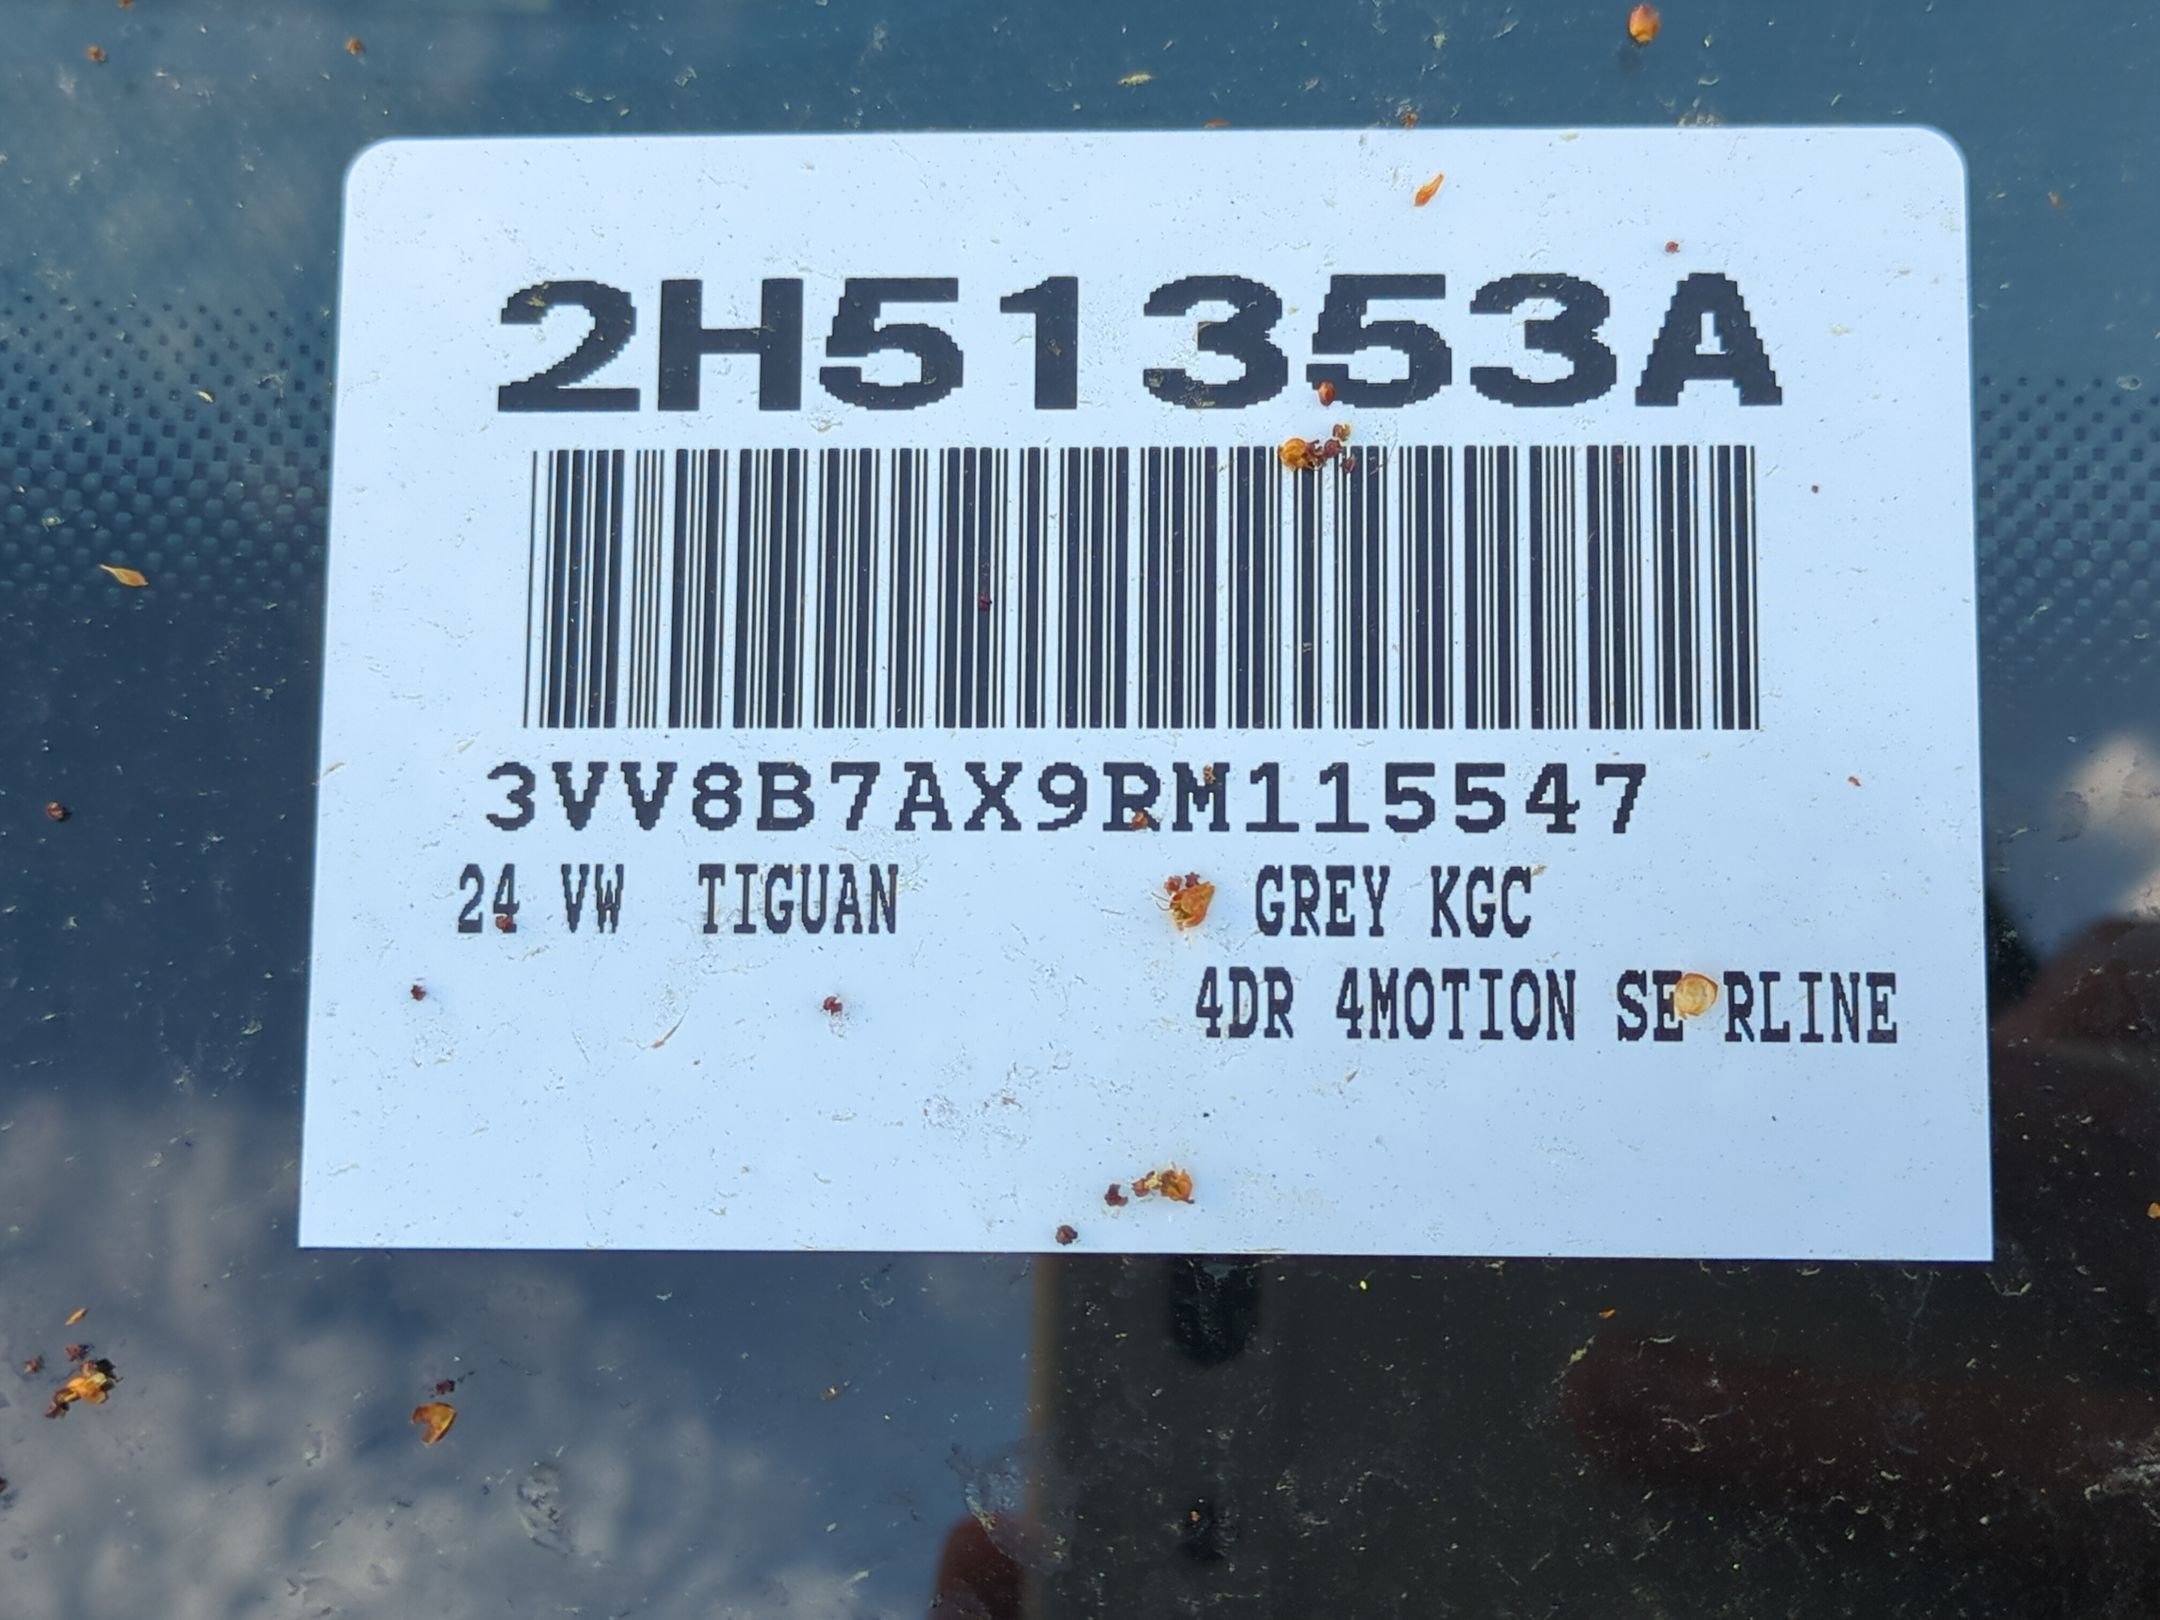 2H51353A
3VV8B7AX9RM115547
24 VW TIGUAN GREY KGC
4DR 4MOTION SE RLINE